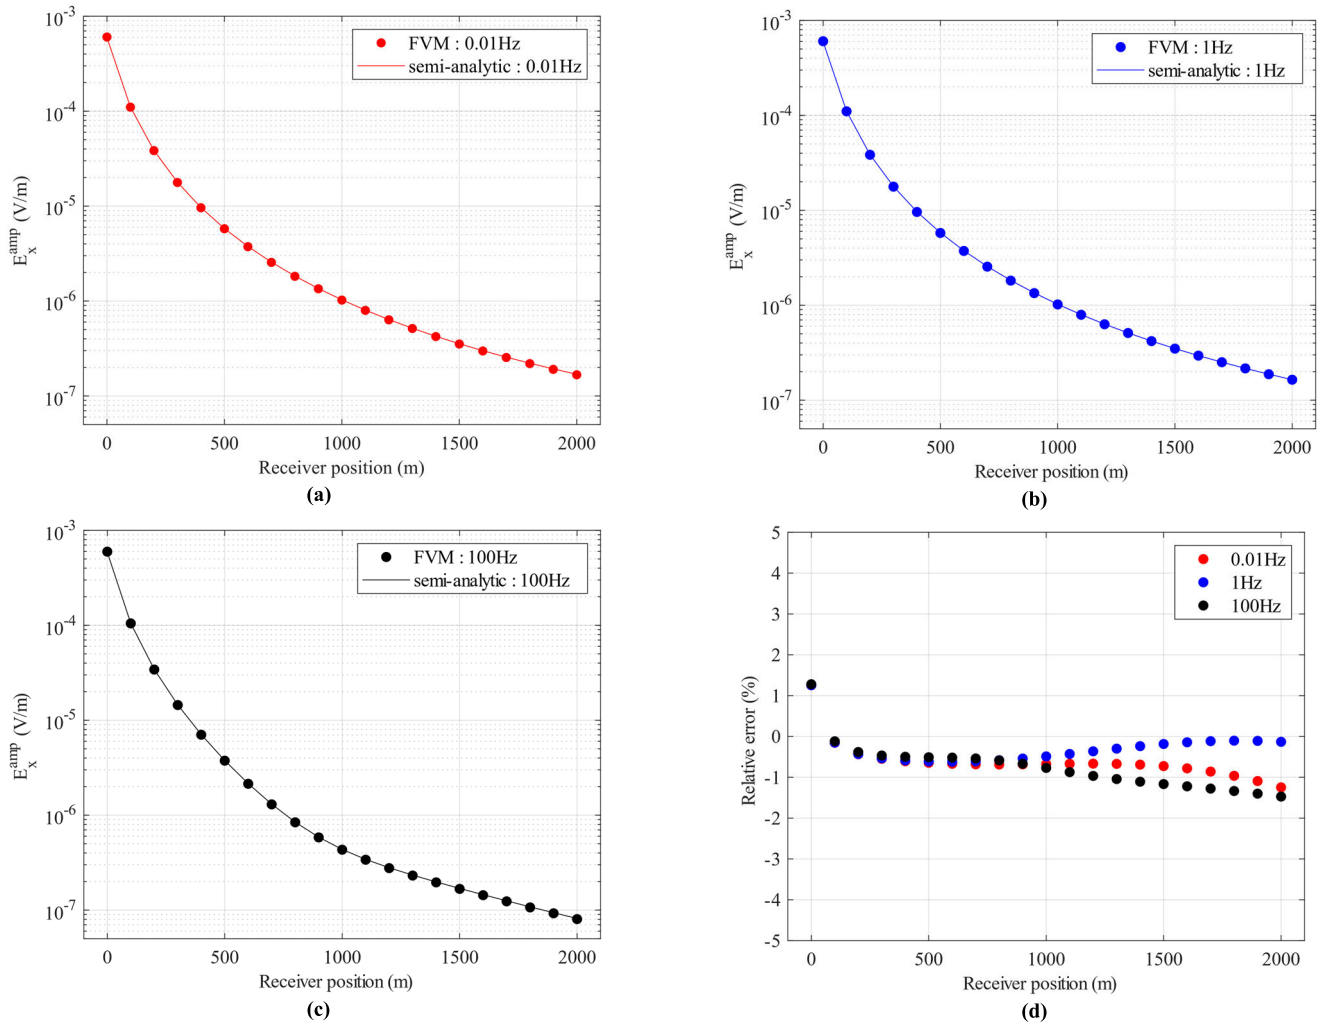 10^-3
10^-4
10^-5
10^-6
10^-7
E_x^amp (V/m)
FVM : 0.01Hz
semi-analytic : 0.01Hz
0 500 1000 1500 2000
Receiver position (m)
(a)
10^-3
10^-4
10^-5
10^-6
10^-7
E_x^amp (V/m)
FVM : 1Hz
semi-analytic : 1Hz
0 500 1000 1500 2000
Receiver position (m)
(b)
10^-3
10^-4
10^-5
10^-6
10^-7
E_x^amp (V/m)
FVM : 100Hz
semi-analytic : 100Hz
0 500 1000 1500 2000
Receiver position (m)
(c)
5
4
3
2
1
0
-1
-2
-3
-4
-5
Relative error (%)
0.01Hz
1Hz
100Hz
0 500 1000 1500 2000
Receiver position (m)
(d)